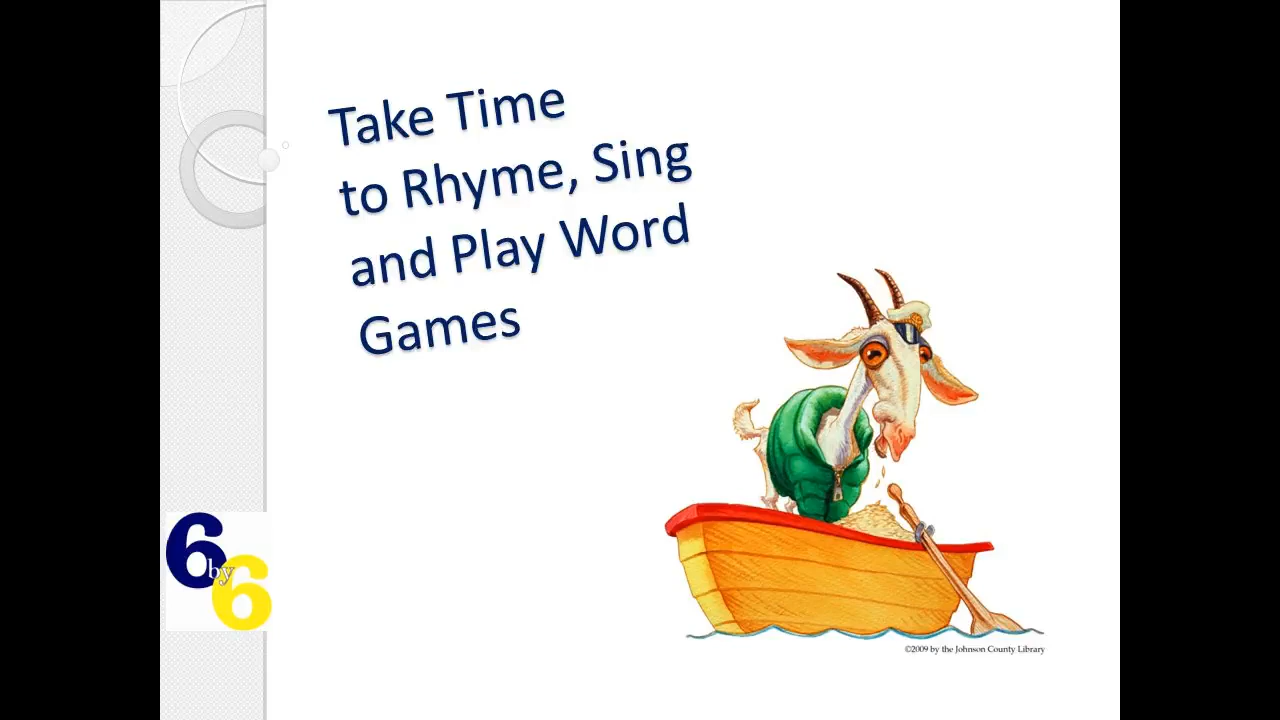 Take Time
to Rhyme, Sing
and Play Word
Games
6
by
6
©2009 by the Johnson County Library